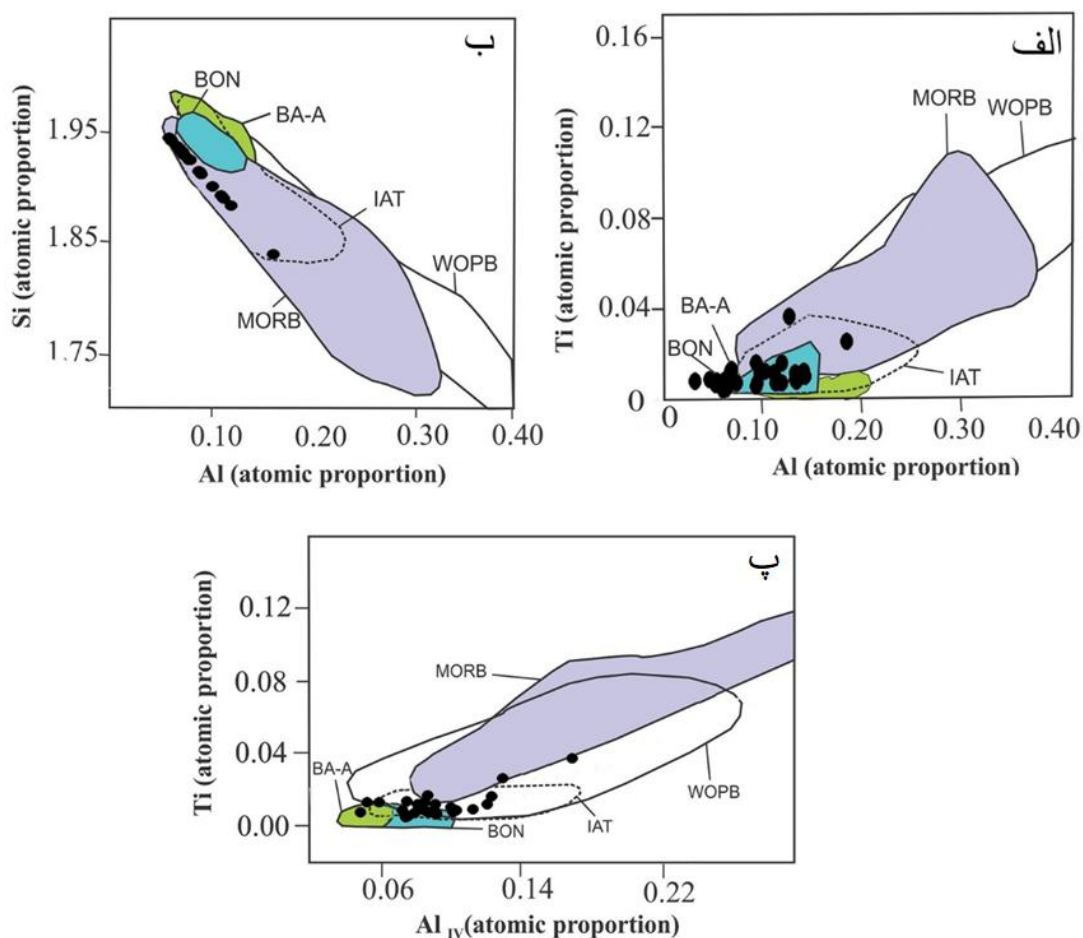 الف
0.16
0.12
0.08
0.04
0
Ti (atomic proportion)
MORB
WOPB
BA-A
BON
IAT
0 0.10 0.20 0.30 0.40
Al (atomic proportion)
ب
1.95
1.85
1.75
Si (atomic proportion)
BON
BA-A
IAT
WOPB
MORB
0.10 0.20 0.30 0.40
Al (atomic proportion)
پ
0.12
0.08
0.04
0.00
Ti (atomic proportion)
MORB
BA-A
WOPB
IAT
BON
0.06 0.14 0.22
Al IV(atomic proportion)